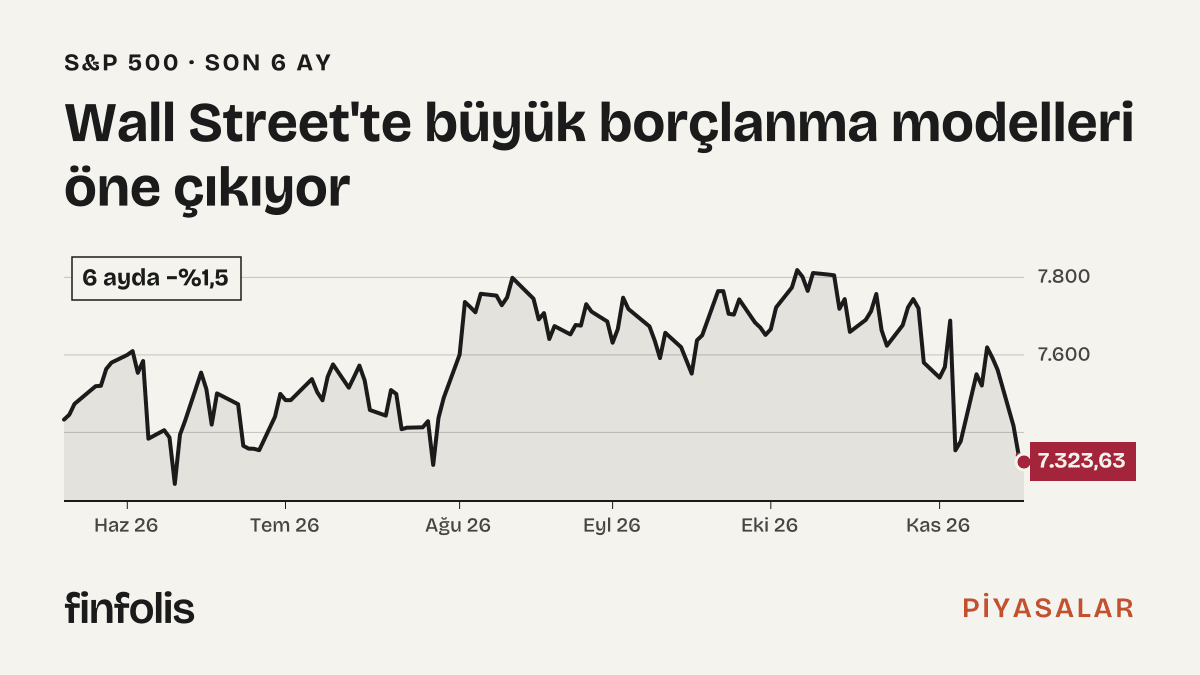 S&P 500 · SON 6 AY
Wall Street'te büyük borçlanma modelleri
öne çıkıyor
6 ayda −%1,5
7.800
7.600
7.323,63
Haz 26
Tem 26
Ağu 26
Eyl 26
Eki 26
Kas 26
finfolis
PİYASALAR